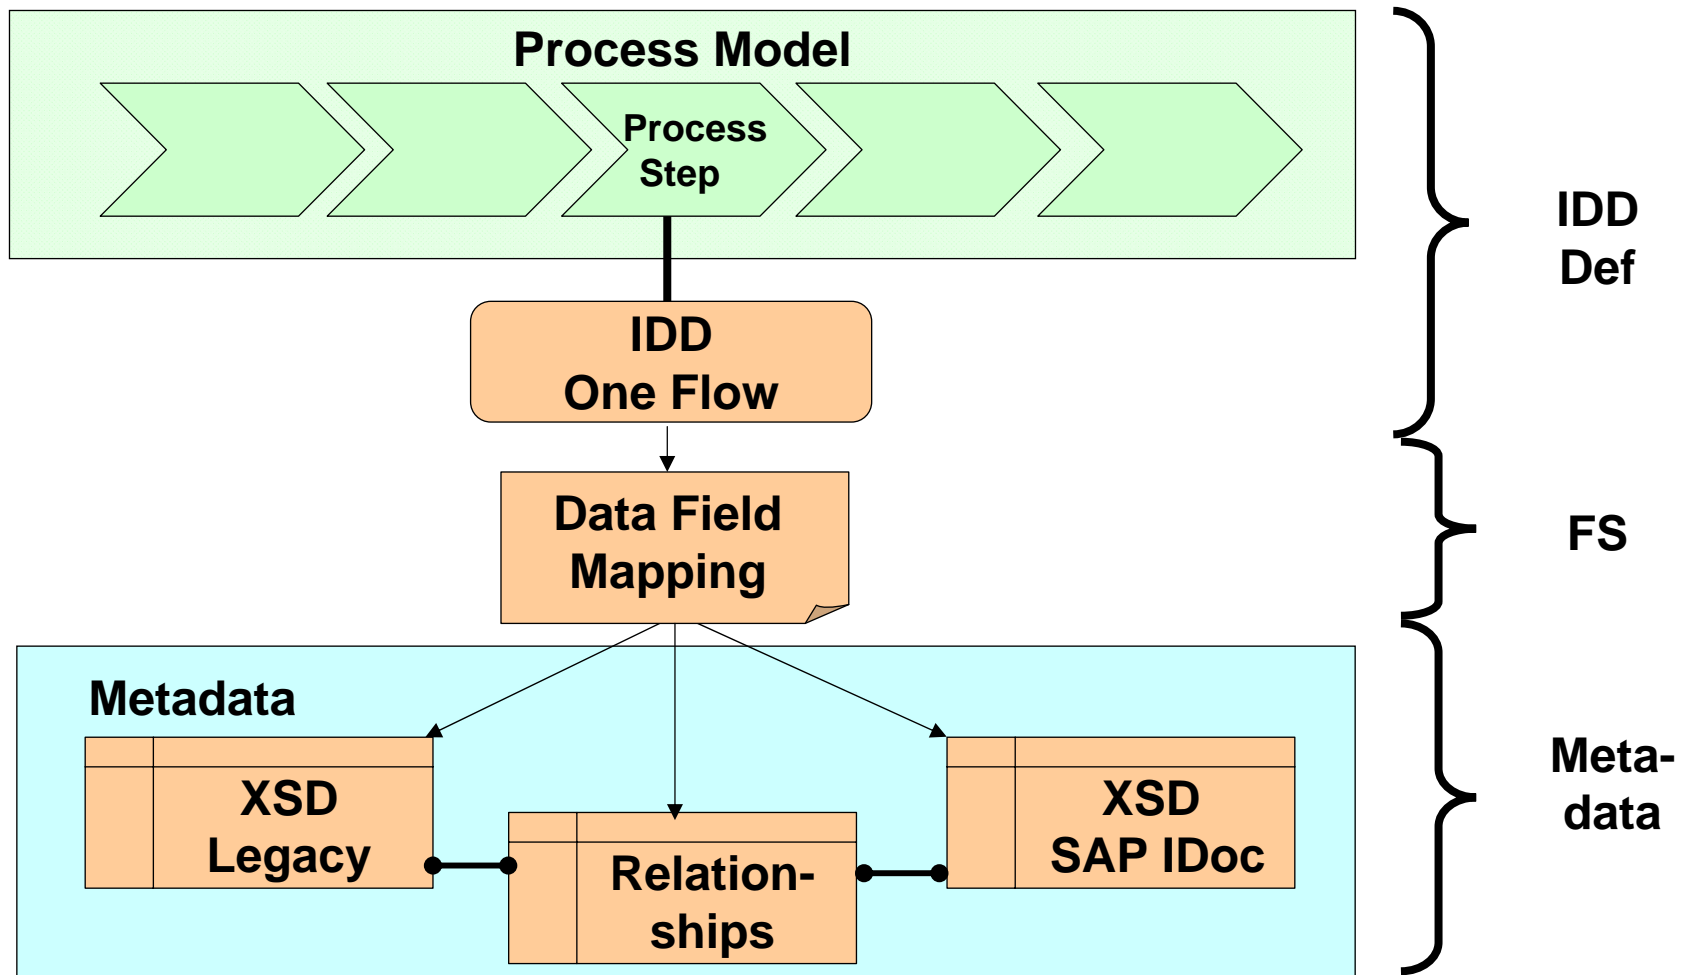 Process Model
Process
Step
IDD
Def
IDD
One Flow
Data Field
Mapping
FS
Metadata
XSD
Legacy
Relation-
ships
XSD
SAP IDoc
Meta-
data